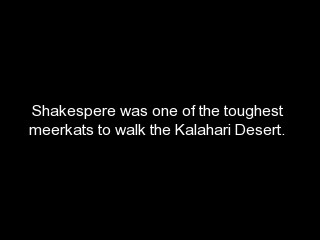 Shakespere was one of the toughest
meerkats to walk the Kalahari Desert.